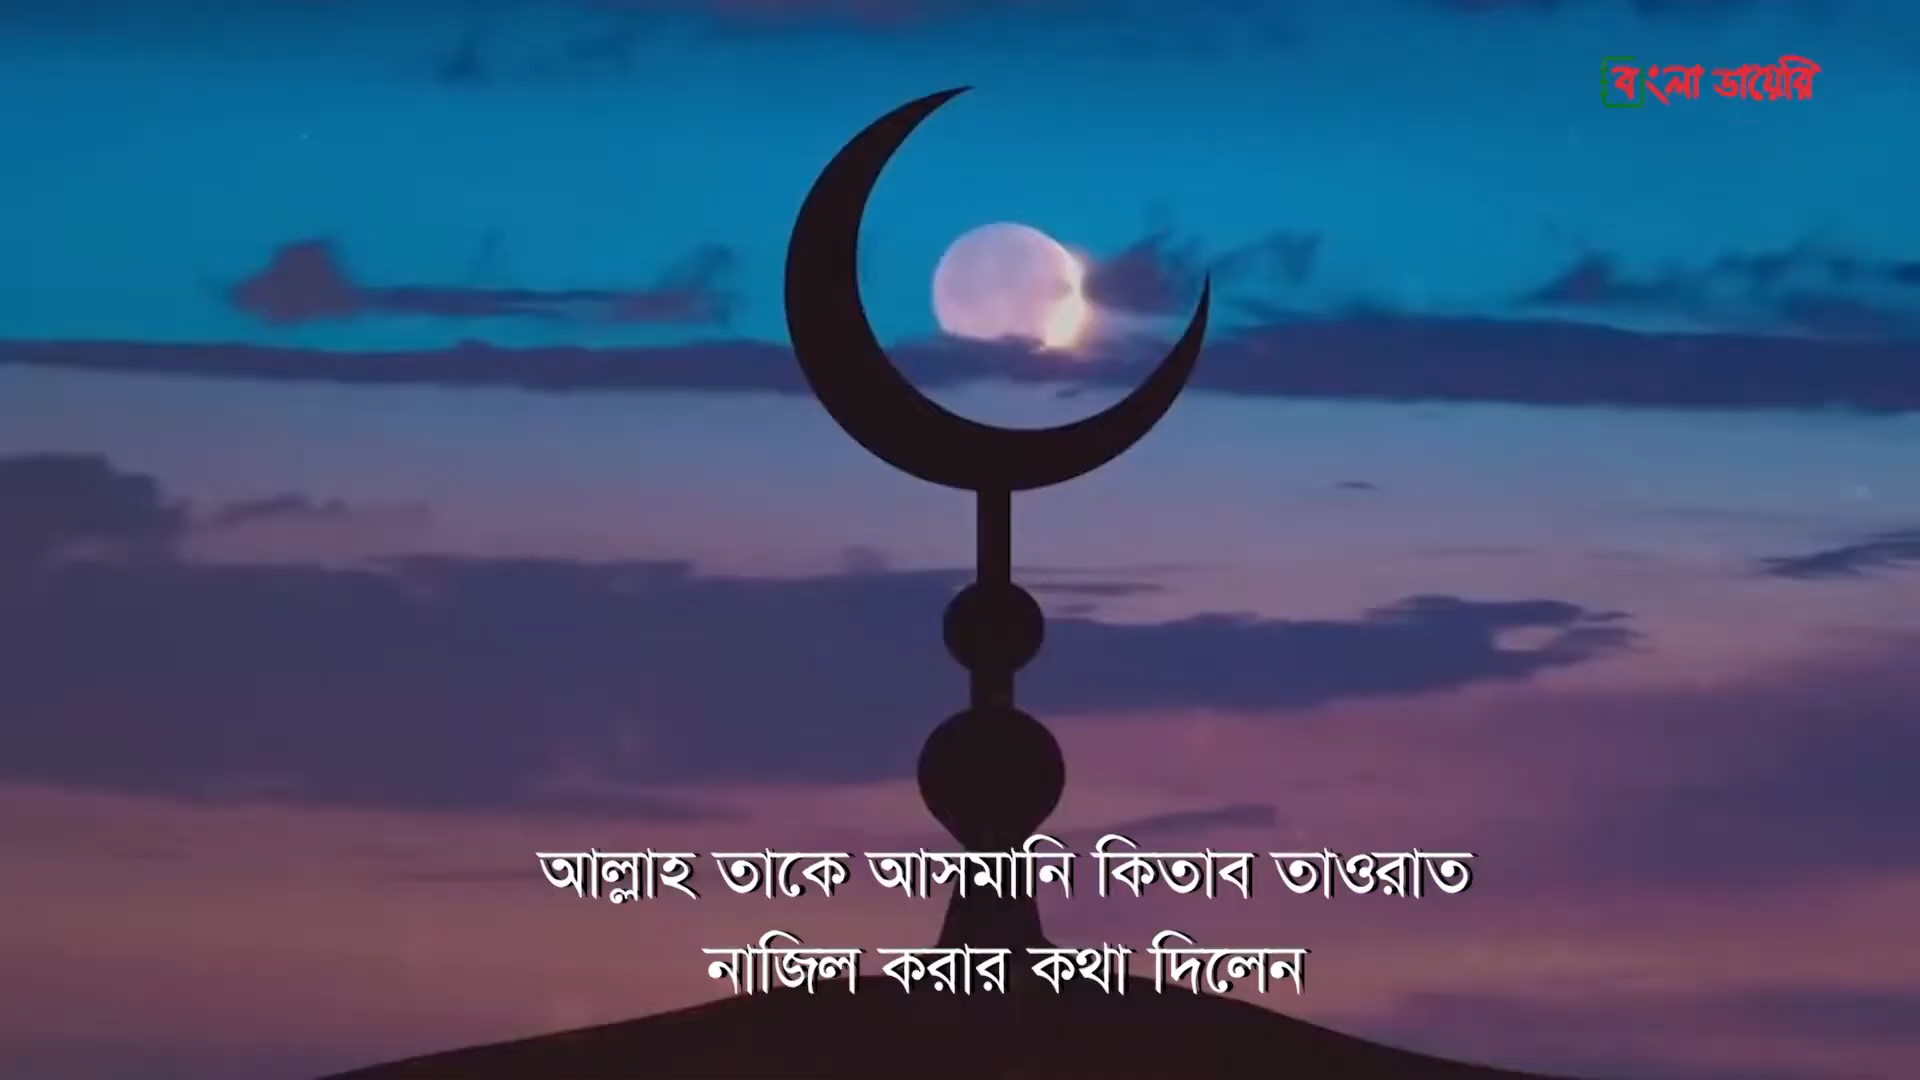 বাংলা ডায়েরি
আল্লাহ তাকে আসমানি কিতাব তাওরাত
নাজিল করার কথা দিলেন